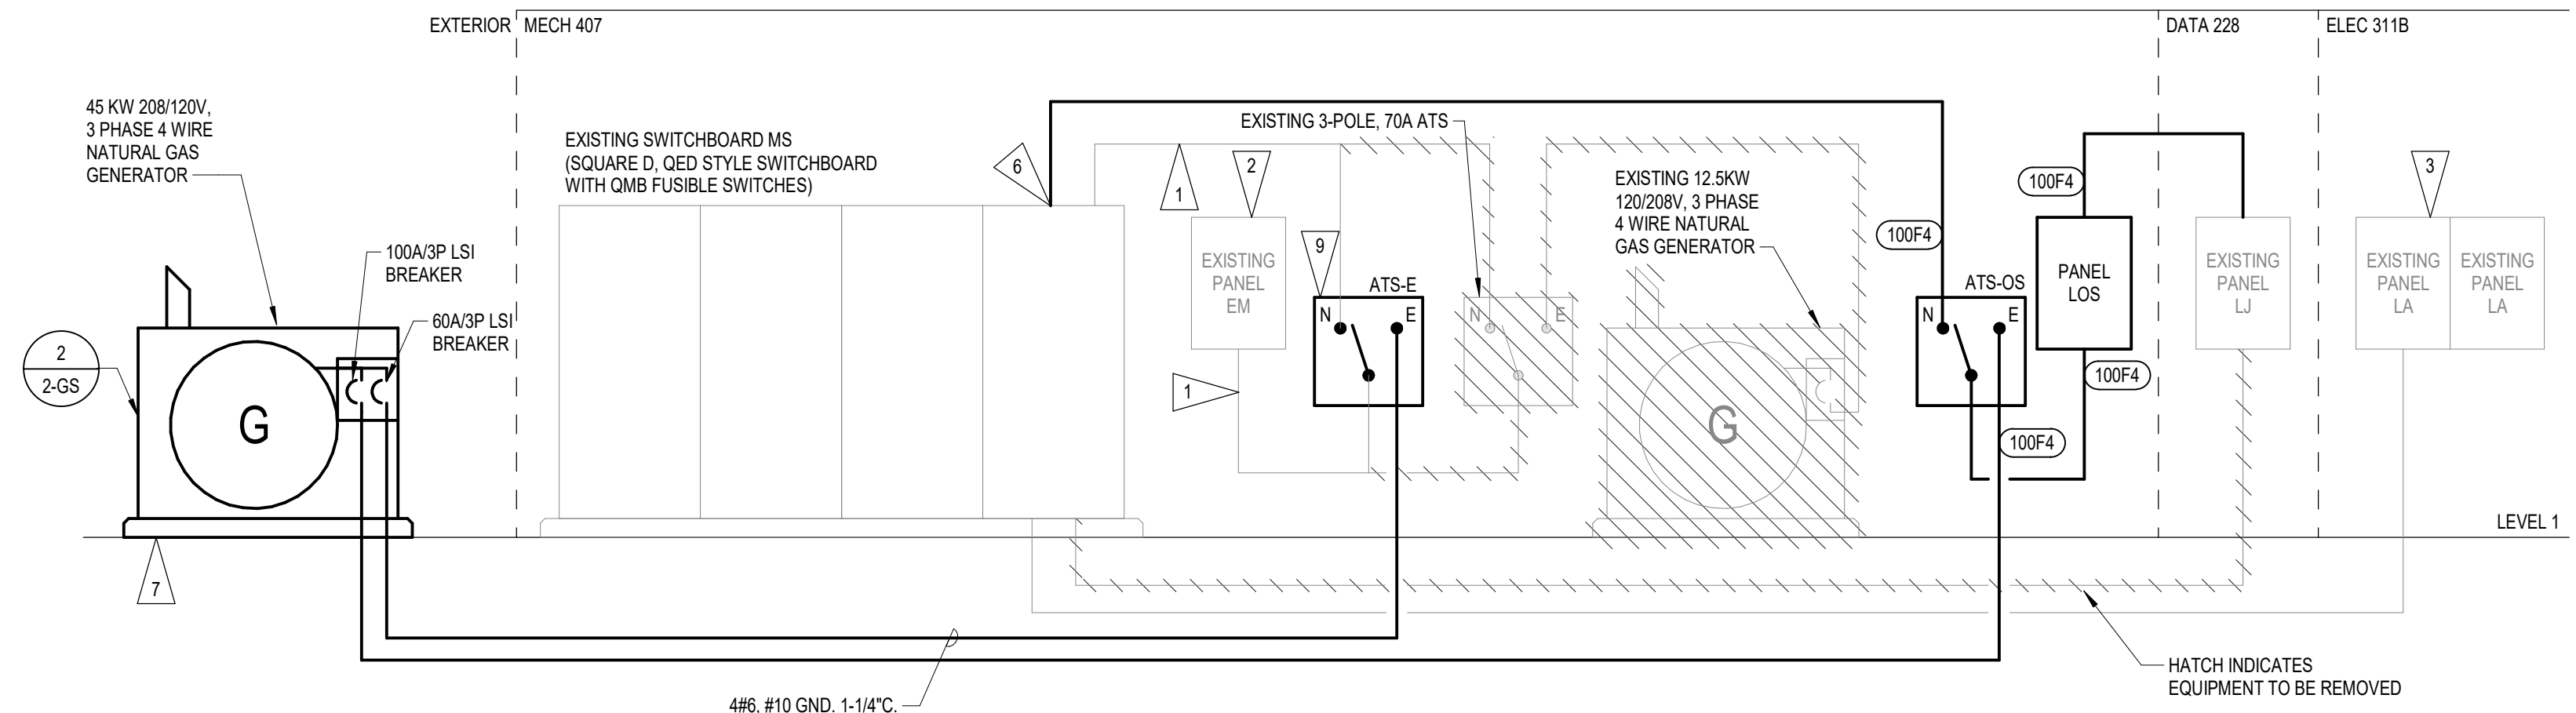 EXTERIOR
MECH 407
DATA 228
ELEC 311B
45 KW 208/120V,
3 PHASE 4 WIRE
NATURAL GAS
GENERATOR
EXISTING SWITCHBOARD MS
(SQUARE D, QED STYLE SWITCHBOARD
WITH QMB FUSIBLE SWITCHES)
6
1
2
EXISTING 3-POLE, 70A ATS
EXISTING 12.5KW
120/208V, 3 PHASE
4 WIRE NATURAL
GAS GENERATOR
100F4
100F4
3
100A/3P LSI
BREAKER
60A/3P LSI
BREAKER
EXISTING
PANEL
EM
9
ATS-E
N
E
N
E
ATS-OS
N
E
PANEL
LOS
EXISTING
PANEL
LJ
EXISTING
PANEL
LA
EXISTING
PANEL
LA
2
2-GS
G
1
G
100F4
100F4
LEVEL 1
7
4#6, #10 GND. 1-1/4"C.
HATCH INDICATES
EQUIPMENT TO BE REMOVED